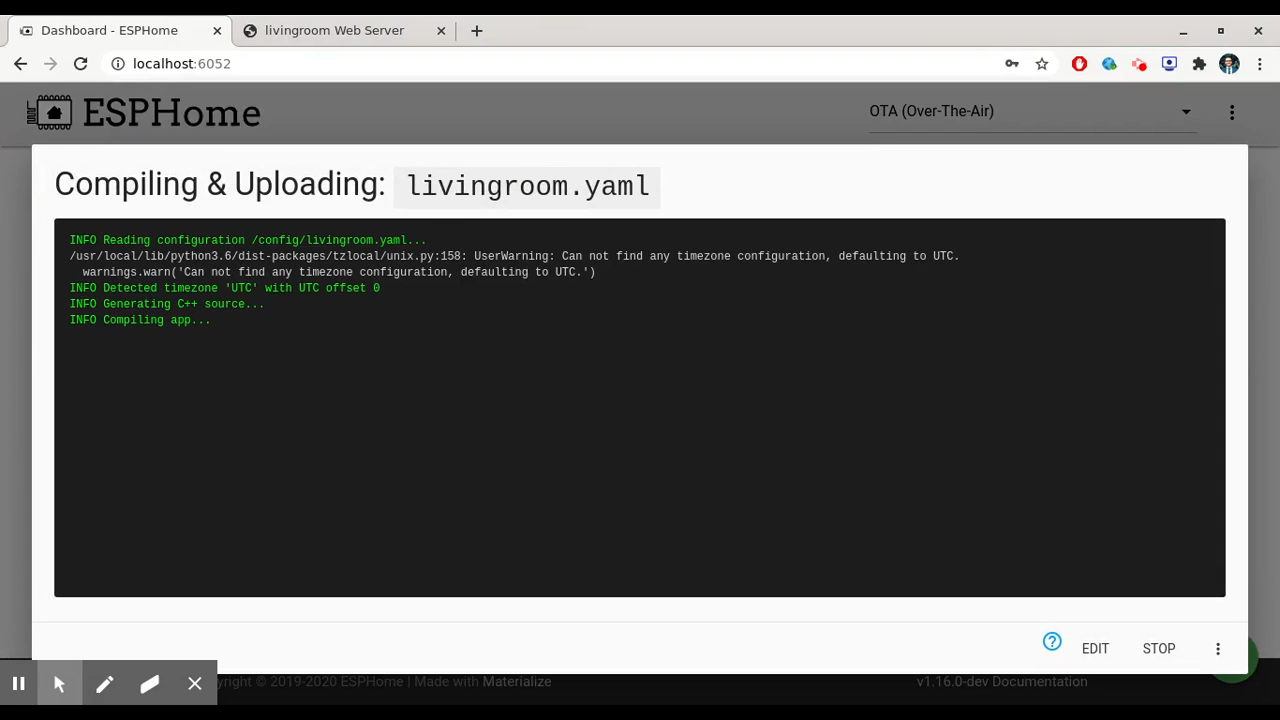 Dashboard - ESPHome
livingroom Web Server
localhost:6052
ESPHome
OTA (Over-The-Air)
Compiling & Uploading: livingroom.yaml
INFO Reading configuration /config/livingroom.yaml...
/usr/local/lib/python3.6/dist-packages/tzlocal/unix.py:158: UserWarning: Can not find any timezone configuration, defaulting to UTC.
warnings.warn('Can not find any timezone configuration, defaulting to UTC.')
INFO Detected timezone 'UTC' with UTC offset 0
INFO Generating C++ source...
INFO Compiling app...
EDIT
STOP
yright © 2019-2020 ESPHome | Made with Materialize
v1.16.0-dev Documentation